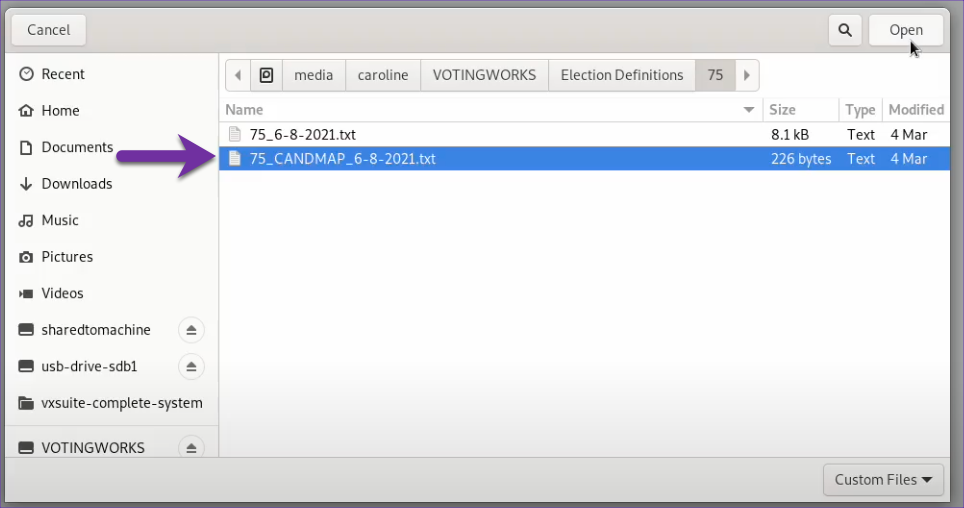 Cancel
Open
Recent
Home
Documents
Downloads
Music
Pictures
Videos
sharedtomachine
usb-drive-sdb1
vxsuite-complete-system
VOTINGWORKS
media caroline VOTINGWORKS Election Definitions 75
Name Size Type Modified
75_6-8-2021.txt 8.1 kB Text 4 Mar
75_CANDMAP_6-8-2021.txt 226 bytes Text 4 Mar
Custom Files